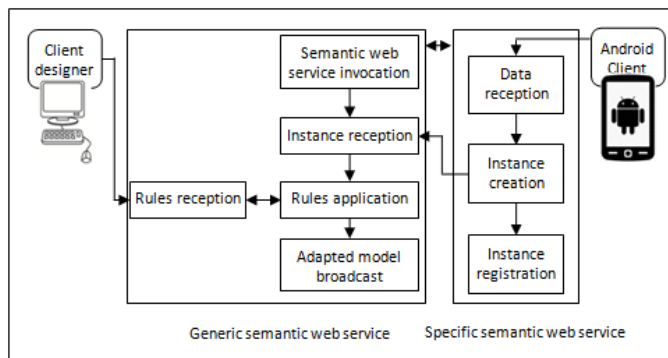 Client
designer
Semantic web
service invocation
Instance reception
Rules reception
Rules application
Adapted model
broadcast
Generic semantic web service
Android
Client
Data
reception
Instance
creation
Instance
registration
Specific semantic web service